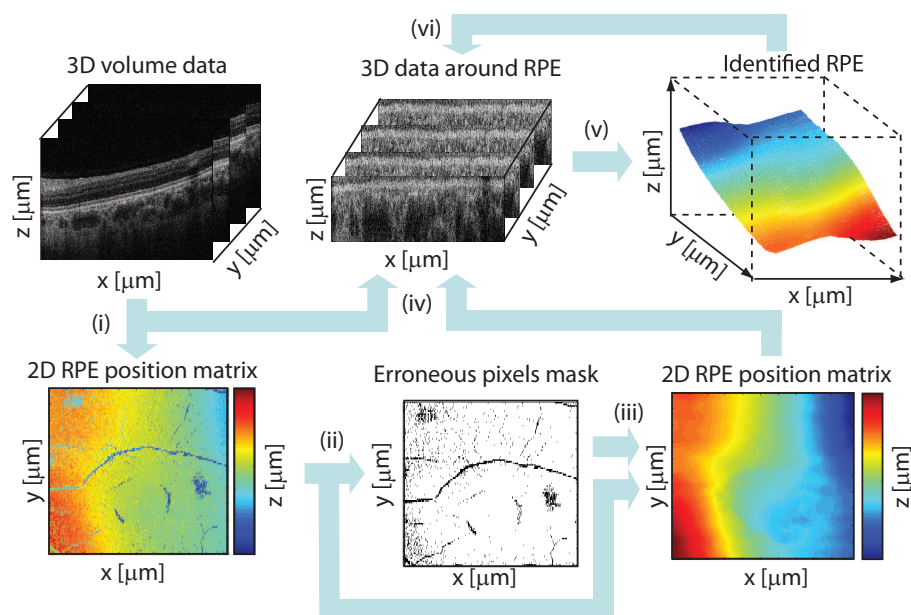 (vi)
3D volume data
3D data around RPE
Identified RPE
(v)
z [μm]
y [μm]
x [μm]
z [μm]
y [μm]
x [μm]
z [μm]
y [μm]
x [μm]
(i)
(iv)
2D RPE position matrix
Erroneous pixels mask
2D RPE position matrix
(ii)
(iii)
y [μm]
x [μm]
z [μm]
y [μm]
x [μm]
y [μm]
x [μm]
z [μm]